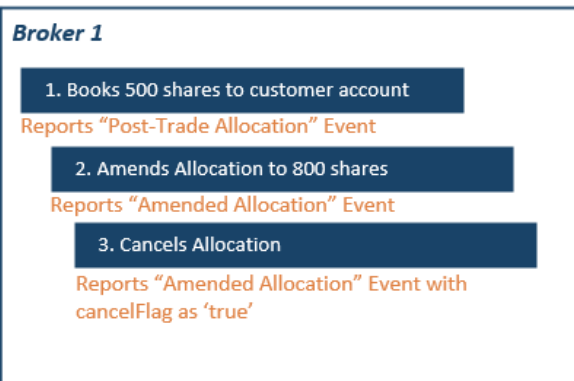 Broker 1
1. Books 500 shares to customer account
Reports “Post-Trade Allocation” Event
2. Amends Allocation to 800 shares
Reports “Amended Allocation” Event
3. Cancels Allocation
Reports “Amended Allocation” Event with
cancelFlag as ‘true’